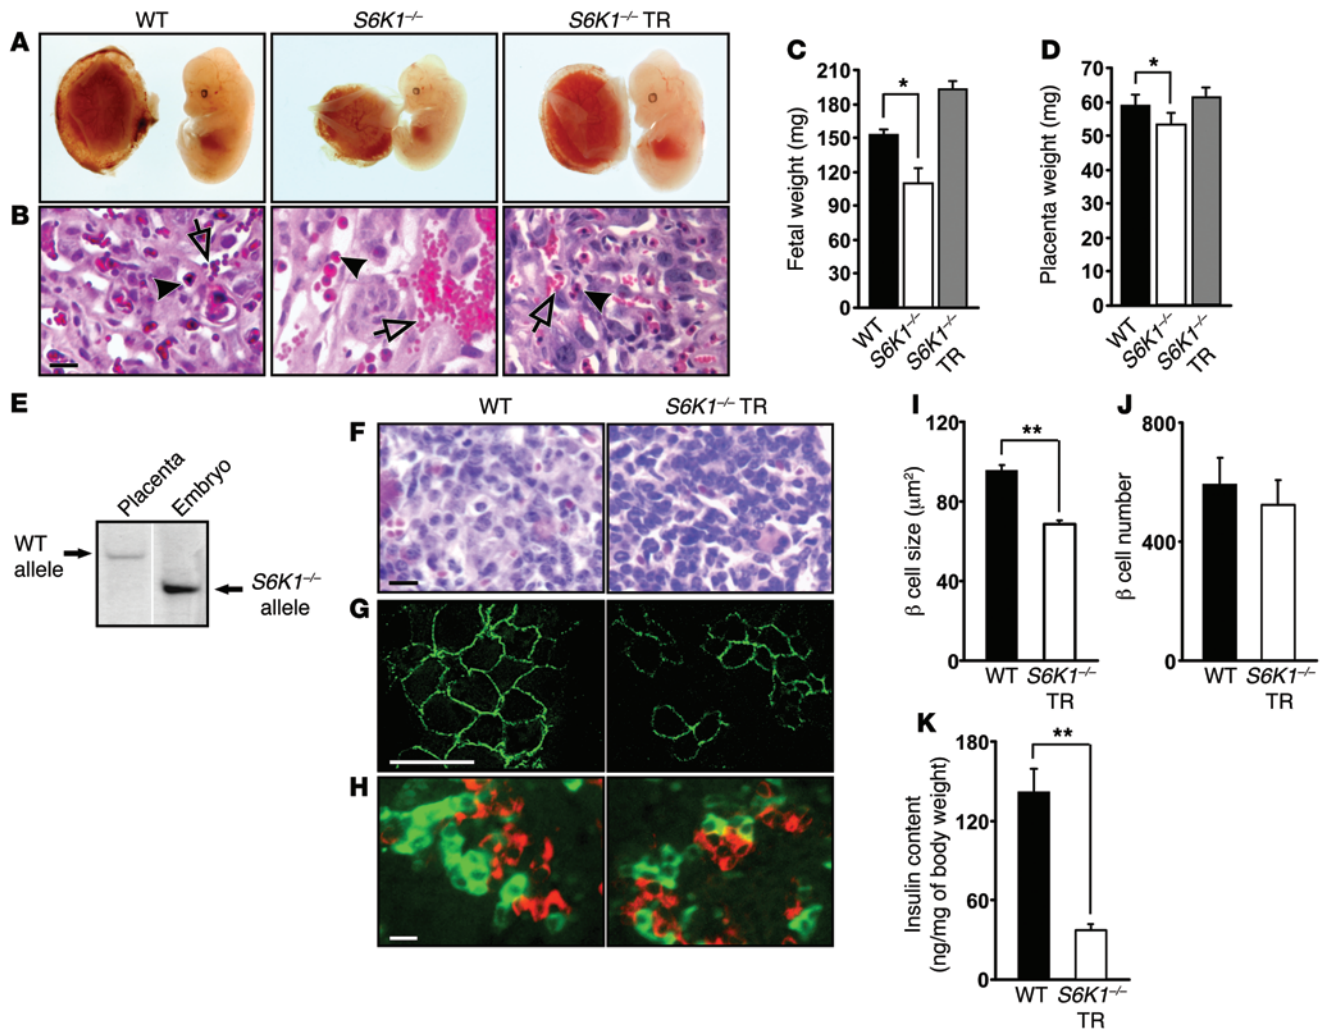 WT
S6K1–/–
S6K1–/– TR
A
B
C
Fetal weight (mg)
210
180
150
120
90
60
30
0
*
WT
S6K1–/–
S6K1–/–
TR
D
Placenta weight (mg)
70
60
50
40
30
20
10
0
*
WT
S6K1–/–
S6K1–/–
TR
E
Placenta
Embryo
WT
allele
S6K1–/–
allele
WT
S6K1–/– TR
F
G
H
I
β cell size (μm2)
120
80
40
0
**
WT
S6K1–/–
TR
J
β cell number
800
400
0
WT
S6K1–/–
TR
K
Insulin content
(ng/mg of body weight)
180
120
60
0
**
WT
S6K1–/–
TR